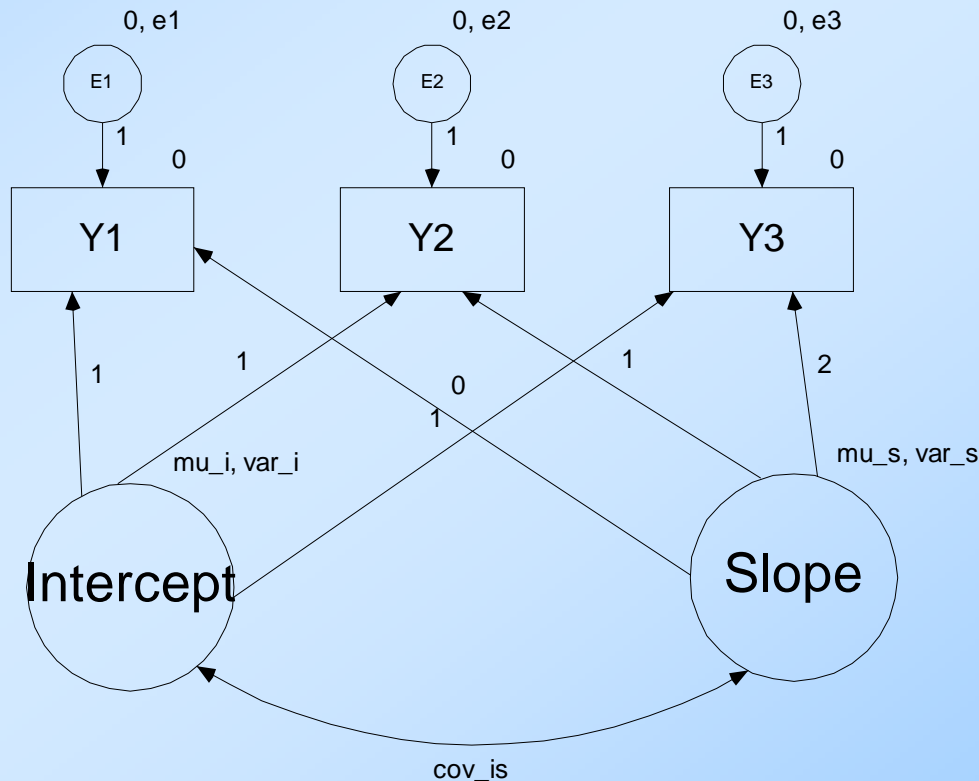 0, e1
0, e2
0, e3
E1
E2
E3
1
1
1
0
0
0
Y1
Y2
Y3
1
1
0
1
1
2
mu_i, var_i
mu_s, var_s
Intercept
Slope
cov_is